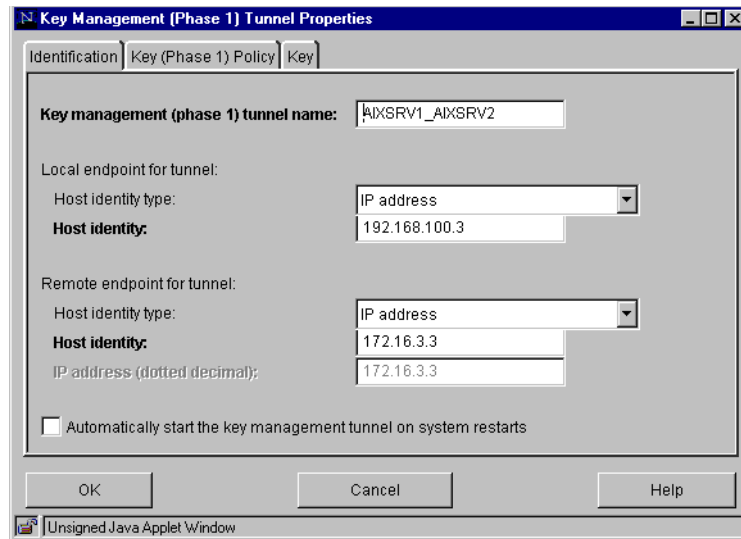 Key Management (Phase 1) Tunnel Properties
Identification Key (Phase 1) Policy Key
Key management (phase 1) tunnel name: AIXSRV1_AIXSRV2
Local endpoint for tunnel:
Host identity type: IP address
Host identity: 192.168.100.3
Remote endpoint for tunnel:
Host identity type: IP address
Host identity: 172.16.3.3
IP address (dotted decimal): 172.16.3.3
Automatically start the key management tunnel on system restarts
OK Cancel Help
Unsigned Java Applet Window